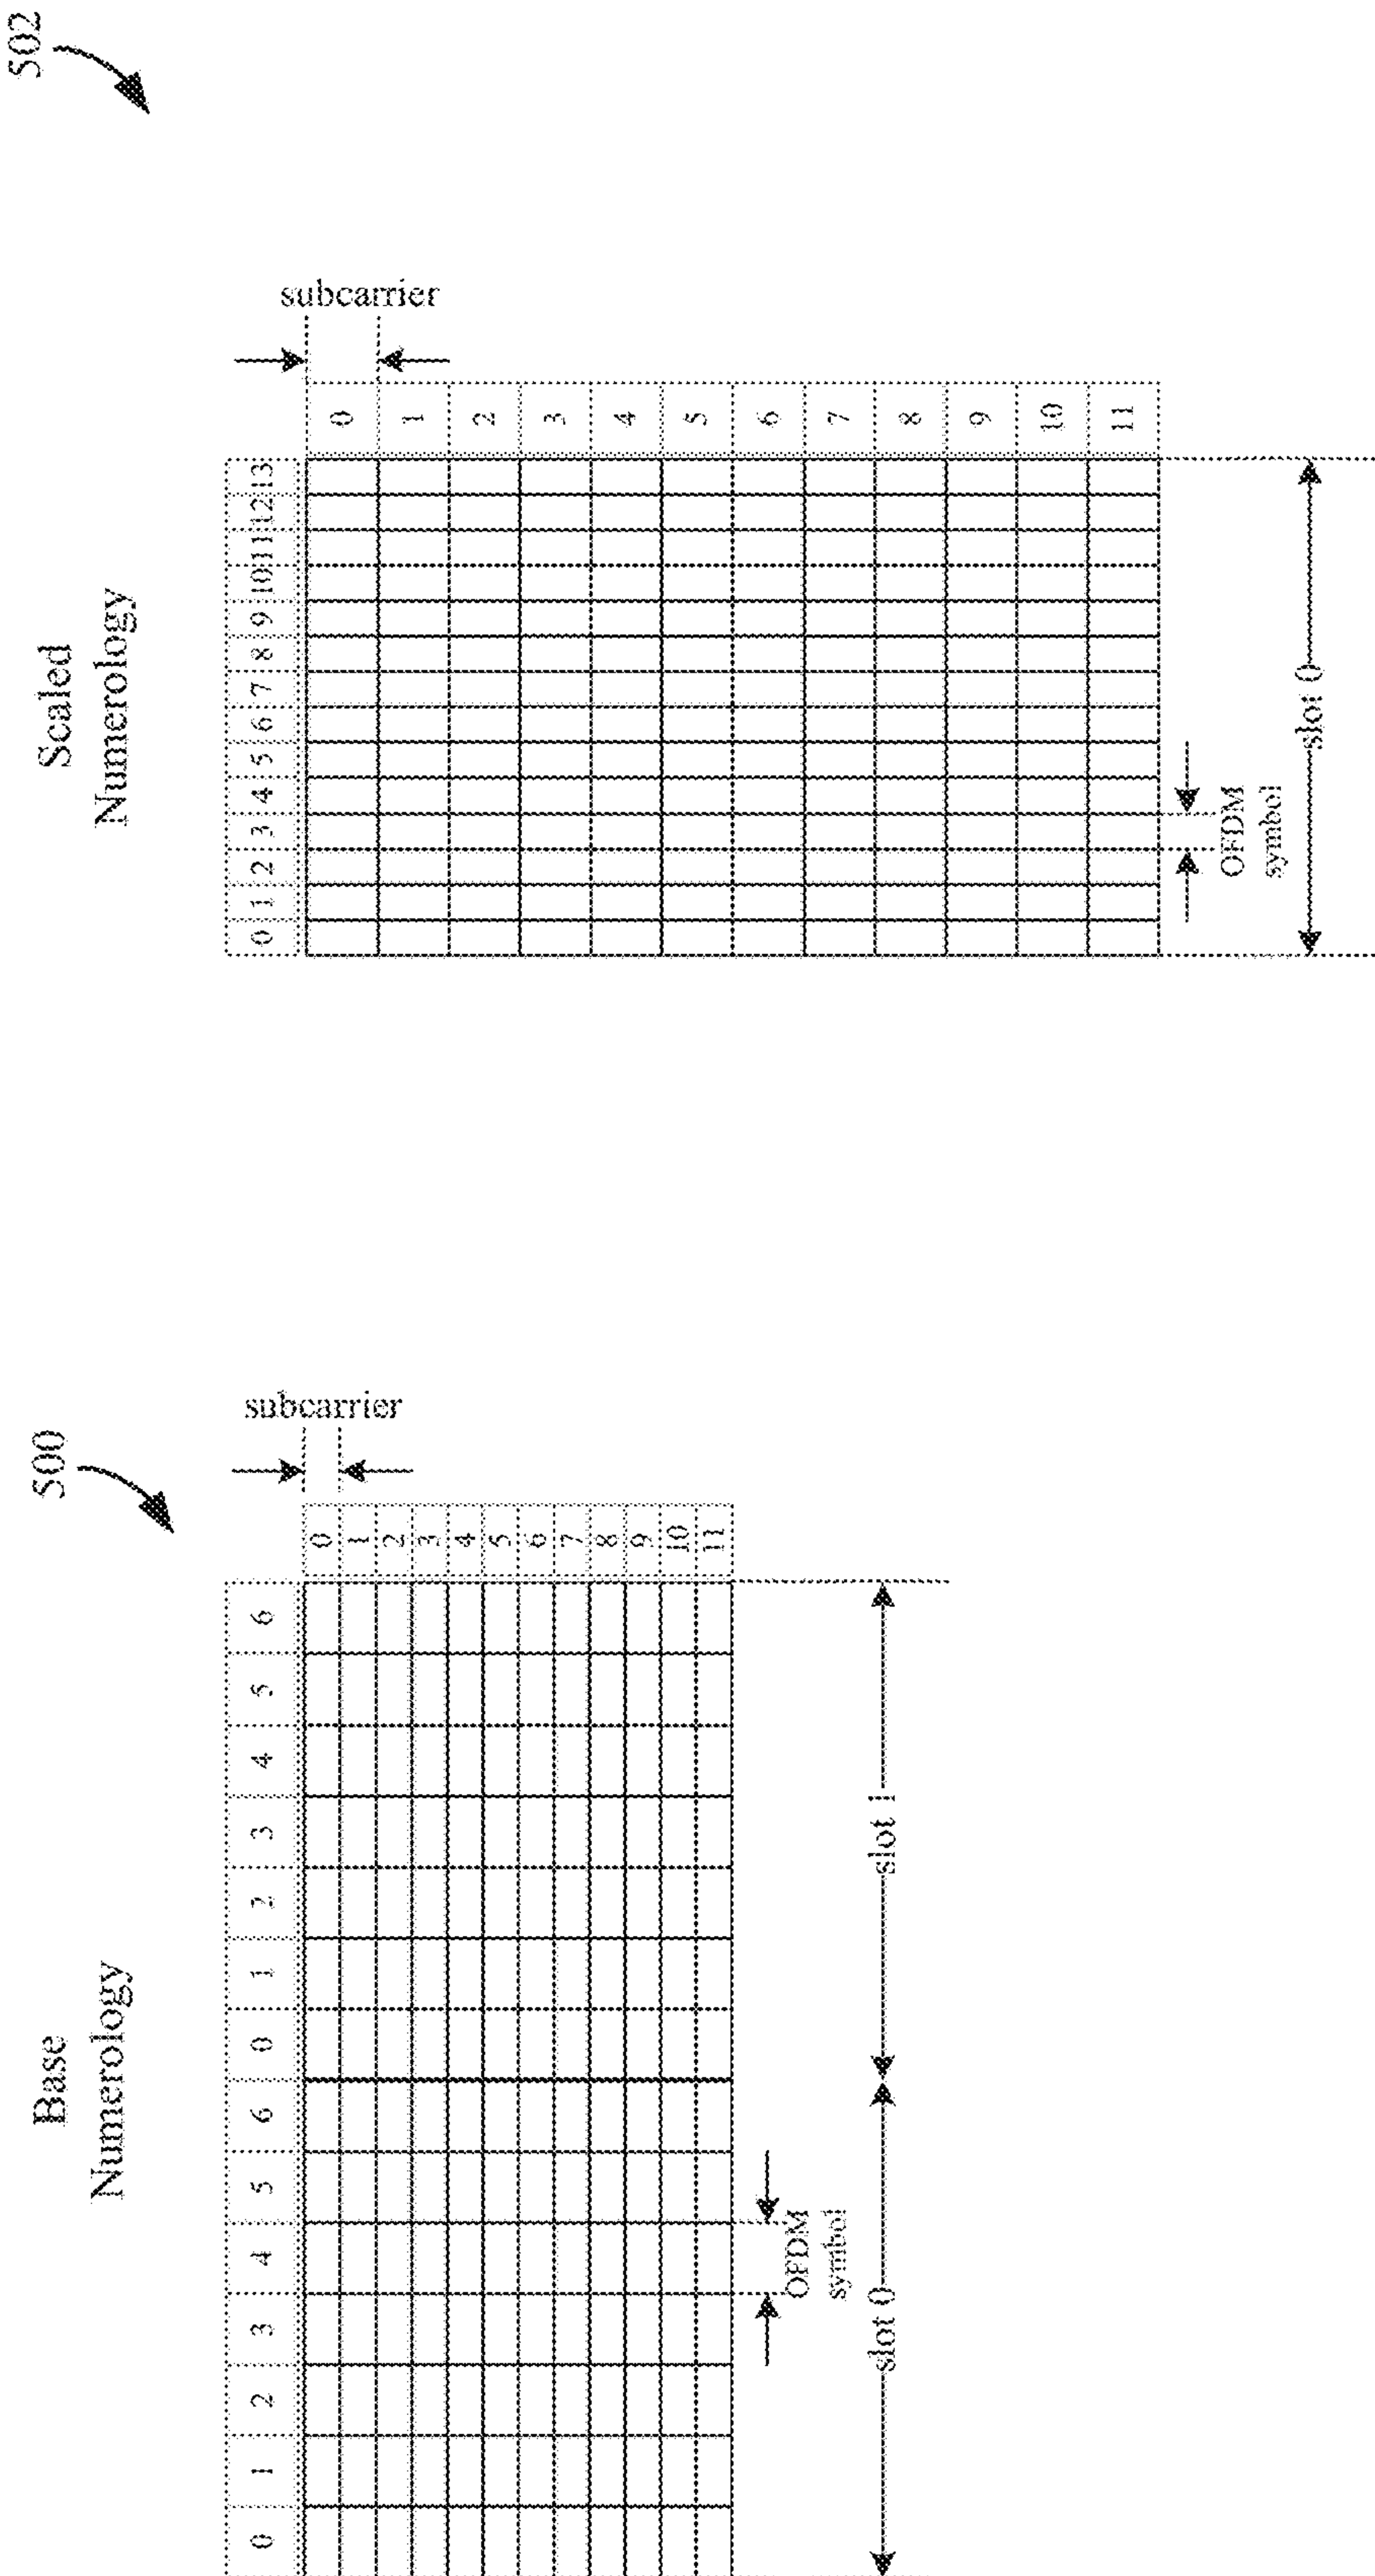 500
Base
Numerology
0 1 2 3 4 5 6 0 1 2 3 4 5 6
0
1
2
3
4
5
6
7
8
9
10
11
subcarrier
OFDM
symbol
slot 0
slot 1
502
Scaled
Numerology
0 1 2 3 4 5 6 7 8 9 10 11 12 13
subcarrier
0
1
2
3
4
5
6
7
8
9
10
11
OFDM
symbol
slot 0